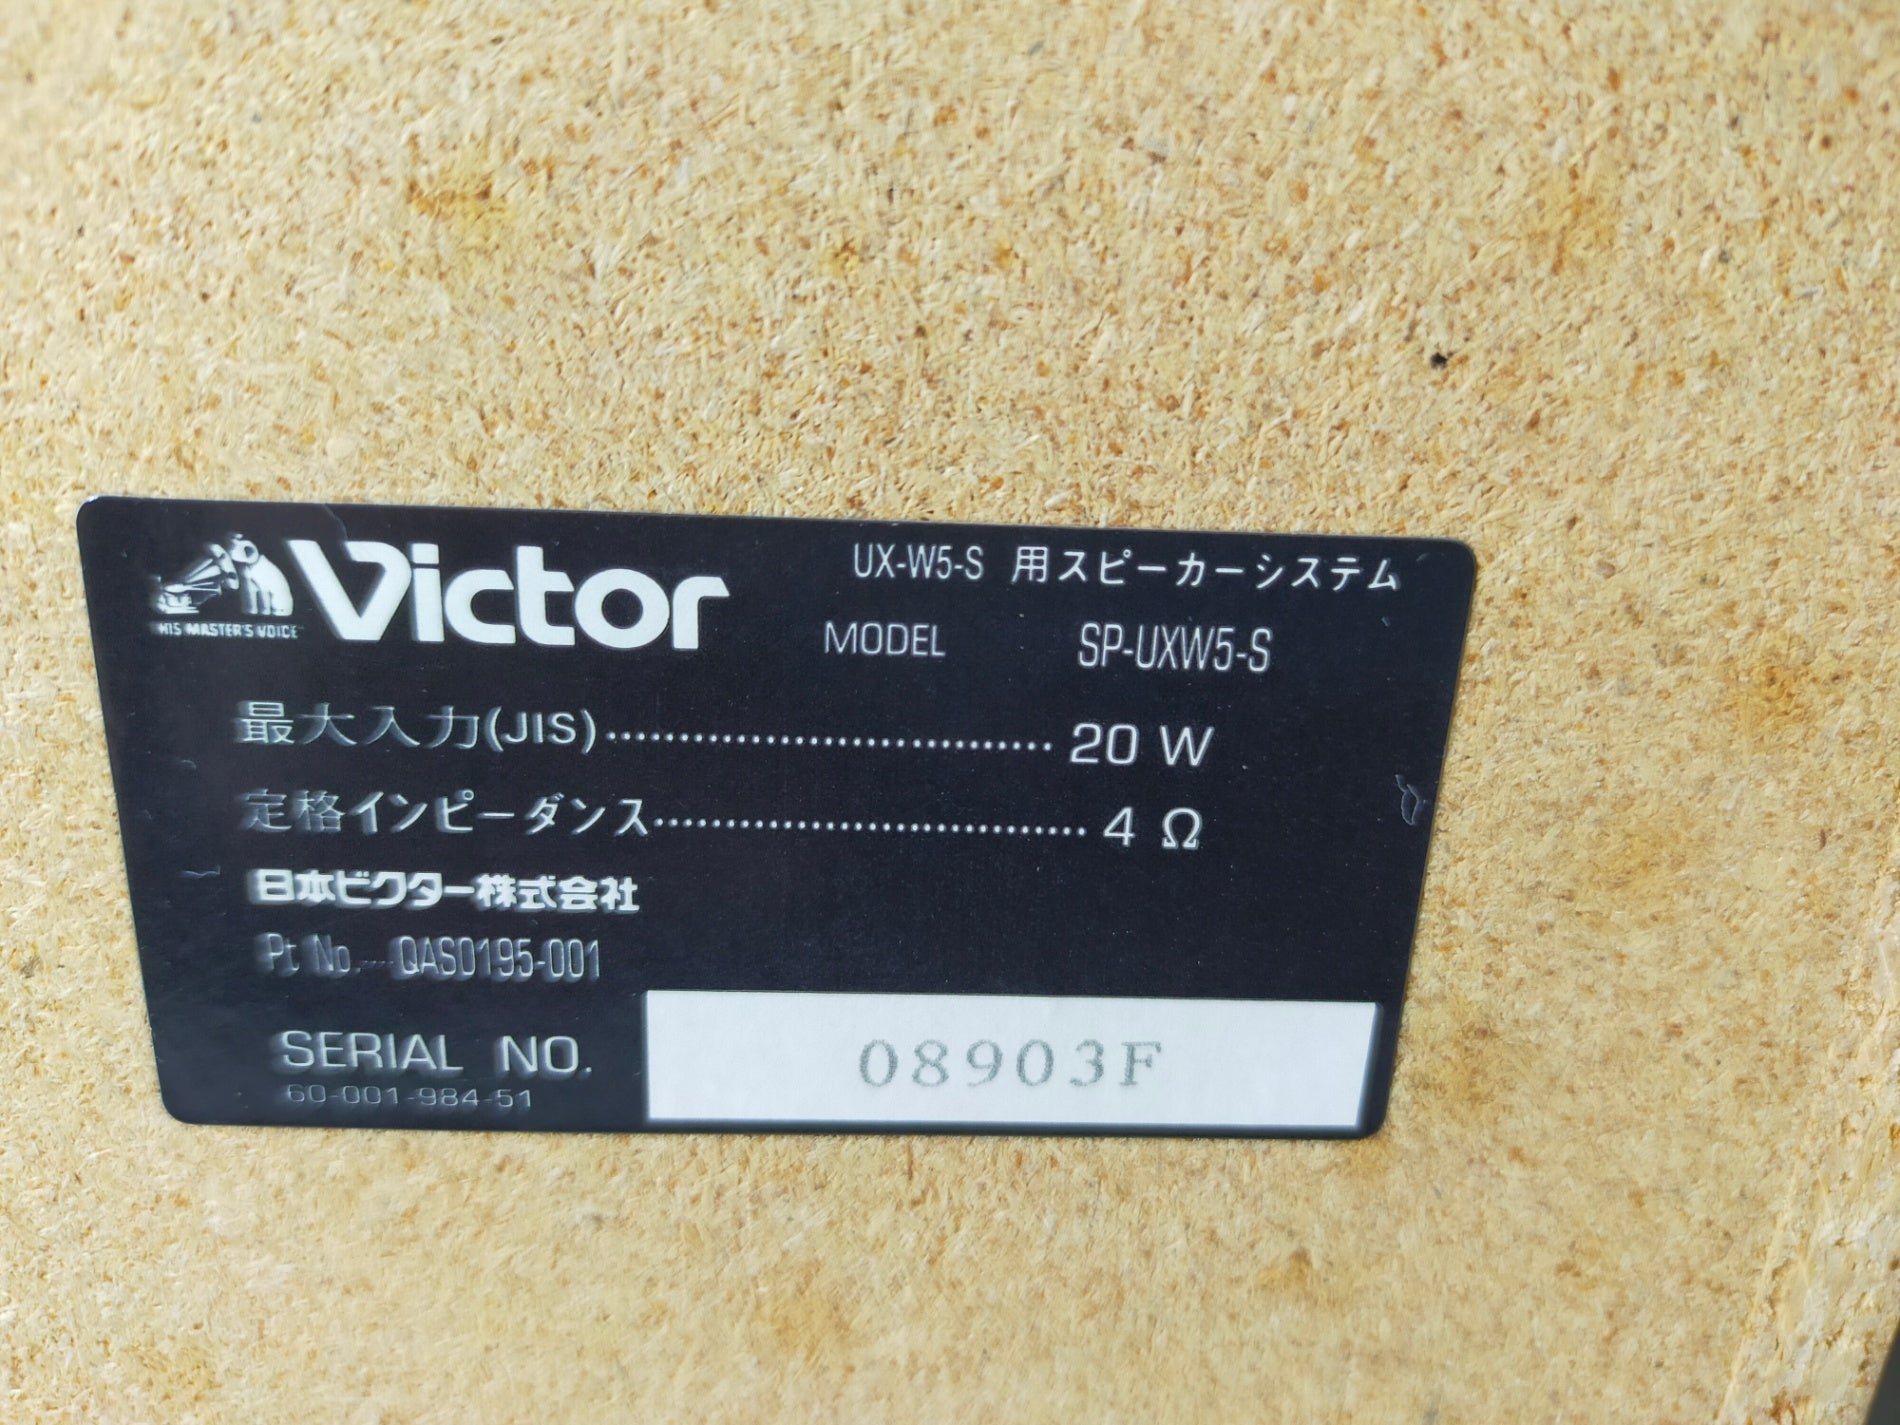 Victor
HIS MASTER'S VOICE
UX-W5-S 用スピーカーシステム
MODEL SP-UXW5-S
最大入力(JIS)······························ 20 W
定格インピーダンス······························ 4 Ω
日本ビクター株式会社
Pt No.---QAS0195-001
SERIAL NO. 08903F
60-001-984-51